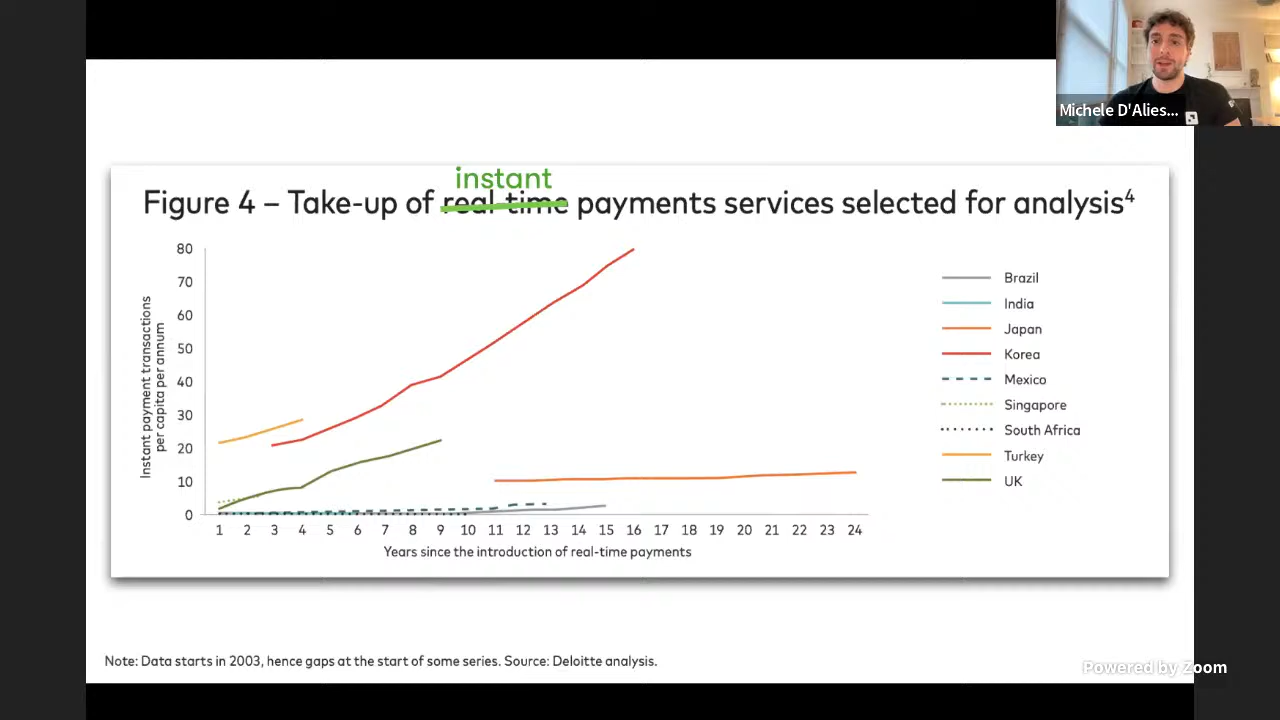 Michele D'Alies...
instant
Figure 4 – Take-up of real-time payments services selected for analysis4
Instant payment transactions
per capita per annum
80
70
60
50
40
30
20
10
0
1 2 3 4 5 6 7 8 9 10 11 12 13 14 15 16 17 18 19 20 21 22 23 24
Years since the introduction of real-time payments
Brazil
India
Japan
Korea
Mexico
Singapore
South Africa
Turkey
UK
Note: Data starts in 2003, hence gaps at the start of some series. Source: Deloitte analysis.
Powered by Zoom